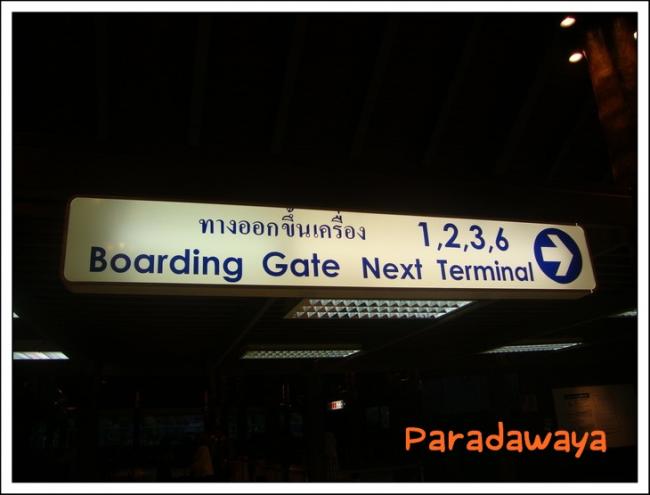 ทางออกขึ้นเครื่อง 1,2,3,6
Boarding Gate Next Terminal
Paradawaya